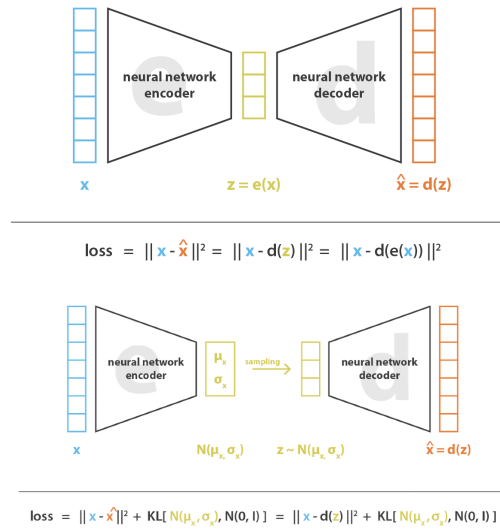 e
d
neural network
encoder
neural network
decoder
x
z = e(x)
x̂ = d(z)
loss = || x - x̂ ||² = || x - d(z) ||² = || x - d(e(x)) ||²
e
d
neural network
encoder
μₓ
σₓ
sampling
neural network
decoder
x
N(μₓ, σₓ)
z ~ N(μₓ, σₓ)
x̂ = d(z)
loss = || x - x̂ ||² + KL[ N(μₓ, σₓ), N(0, I) ] = || x - d(z) ||² + KL[ N(μₓ, σₓ), N(0, I) ]